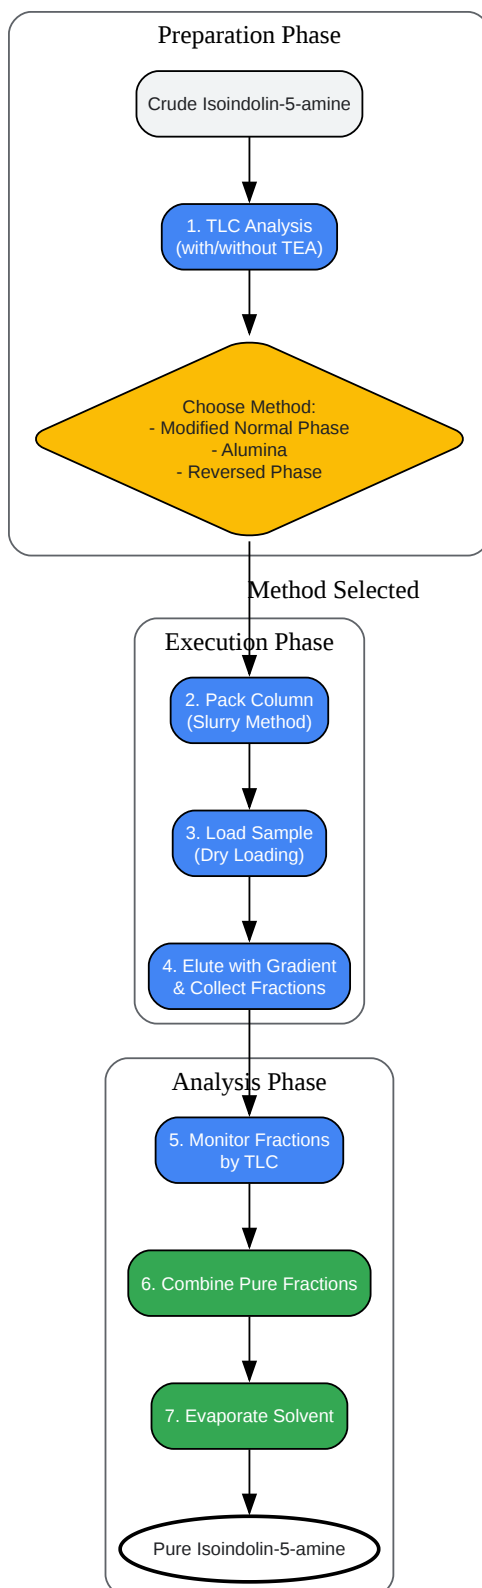 Preparation Phase
Crude Isoindolin-5-amine
1. TLC Analysis
(with/without TEA)
Choose Method:
- Modified Normal Phase
- Alumina
- Reversed Phase
Method Selected
Execution Phase
2. Pack Column
(Slurry Method)
3. Load Sample
(Dry Loading)
4. Elute with Gradient
& Collect Fractions
Analysis Phase
5. Monitor Fractions
by TLC
6. Combine Pure Fractions
7. Evaporate Solvent
Pure Isoindolin-5-amine